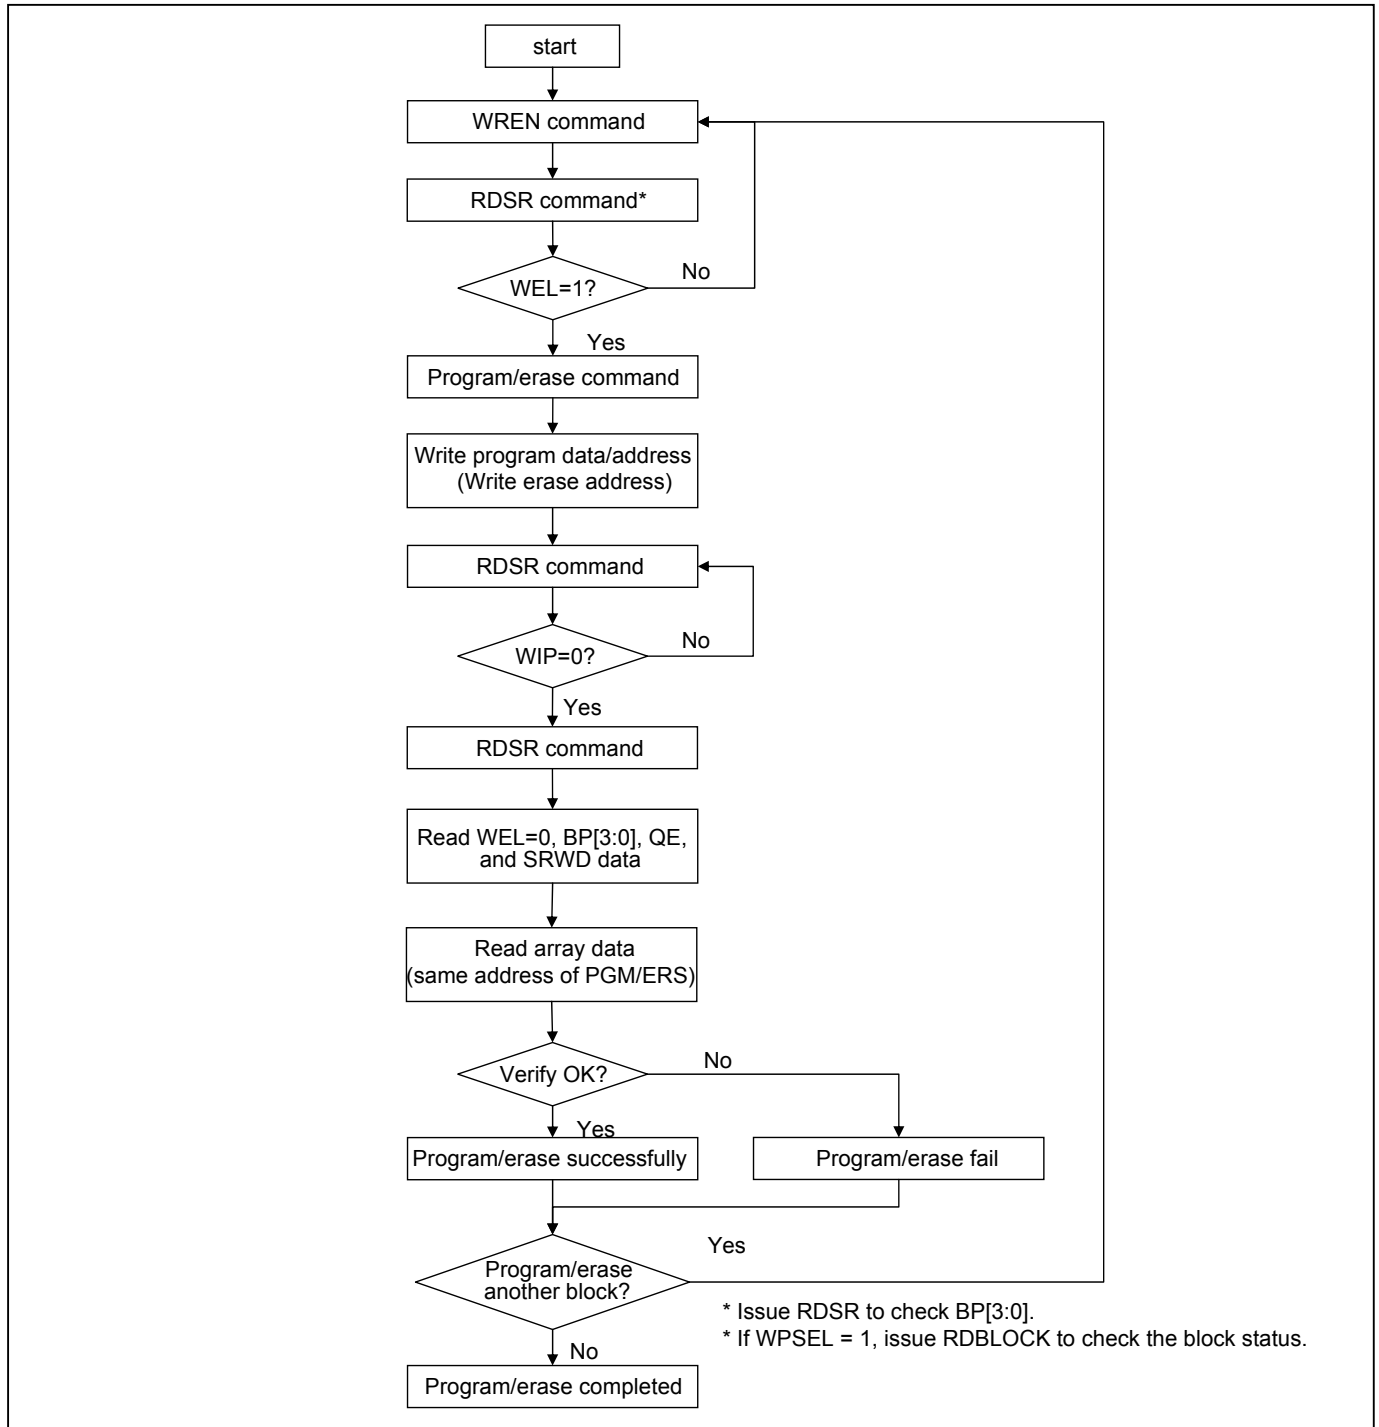 start
WREN command
RDSR command*
WEL=1?
No
Yes
Program/erase command
Write program data/address
(Write erase address)
RDSR command
WIP=0?
No
Yes
RDSR command
Read WEL=0, BP[3:0], QE,
and SRWD data
Read array data
(same address of PGM/ERS)
Verify OK?
No
Yes
Program/erase successfully
Program/erase fail
Program/erase
another block?
Yes
* Issue RDSR to check BP[3:0].
* If WPSEL = 1, issue RDBLOCK to check the block status.
No
Program/erase completed